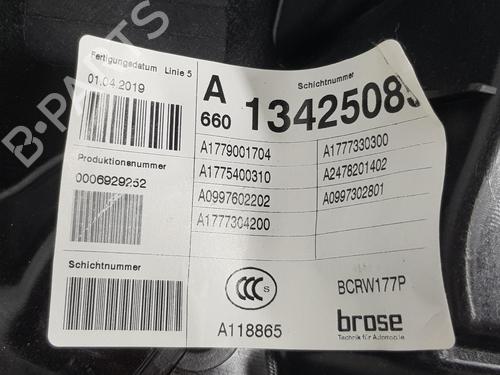 Fertigungsdatum Linie 5
01.04.2019
A
660
Schichtnummer
Produktionsnummer
0006929252
A1779001704
A1777330300
A1775400310
A2478201402
A0997602202
A0997302801
A1777304200
Schichtnummer
CCC S
A118865
BCRW177P
brose
Technik für Automobile
B-PARTS